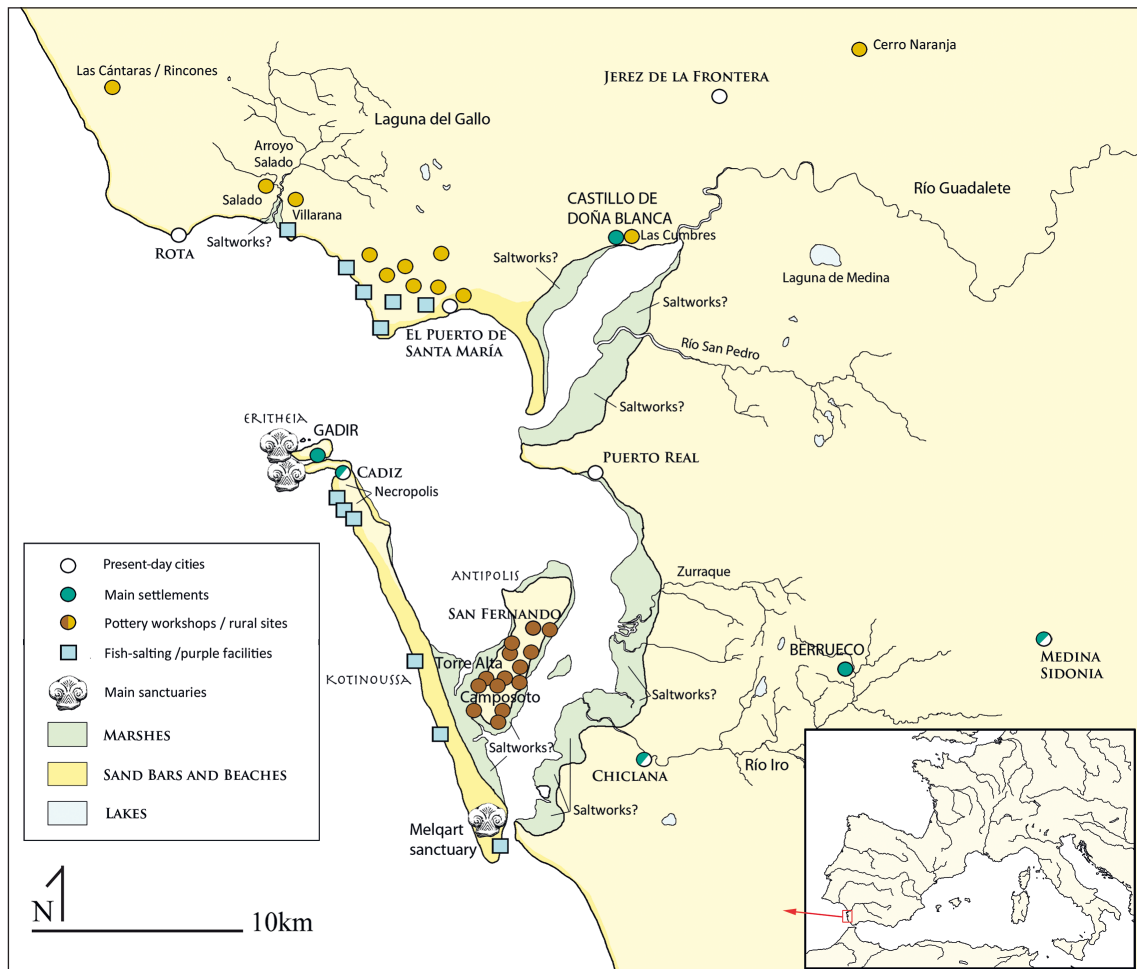 Cerro Naranja
Las Cántaras / Rincones
JEREZ DE LA FRONTERA
Laguna del Gallo
Arroyo
Salado
Río Guadalete
CASTILLO DE
DOÑA BLANCA
Salado
Villarana
Las Cumbres
Saltworks?
ROTA
Saltworks?
Laguna de Medina
Saltworks?
EL PUERTO DE
SANTA MARÍA
Río San Pedro
Saltworks?
ERITHEIA
GADIR
PUERTO REAL
CADIZ
Necropolis
Present-day cities
Main settlements
Pottery workshops / rural sites
Fish-salting /purple facilities
Main sanctuaries
MARSHES
SAND BARS AND BEACHES
LAKES
ANTIPOLIS
Zurraque
SAN FERNANDO
BERRUECO
MEDINA
SIDONIA
Torre Alta
KOTINOUSSA
Camposoto
Saltworks?
Saltworks?
CHICLANA
Río Iro
Saltworks?
Melqart
sanctuary
N
10km